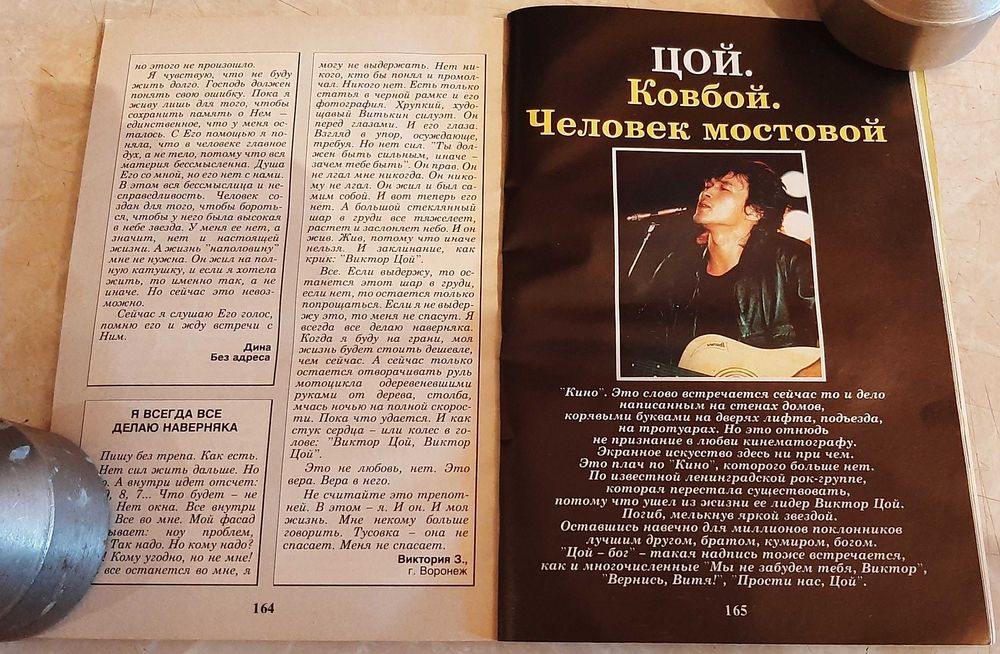 но этого не произошло.
Я чувствую, что не буду
жить долго. Господь должен
понять свою ошибку. Пока я
живу лишь для того, чтобы
сохранить память о Нем —
единственное, что у меня ос-
талось. С Его помощью я по-
няла, что в человеке главное
дух, а не тело, потому что вся
материя бессмысленна. Душа
Его со мной, но его нет с нами.
В этом вся бессмыслица и не-
справедливость. Человек со-
здан для того, чтобы бороть-
ся, чтобы у него была высокая
в небе звезда. У меня ее нет, а
значит, нет и настоящей
жизни. А жизнь "наполовину"
мне не нужна. Он жил на пол-
ную катушку, и если я хотела
жить, то именно так, а не
иначе. Но сейчас это невоз-
можно.
Сейчас я слушаю Его голос,
помню его и жду встречи с
Ним.
Дина
Без адреса
Я ВСЕГДА ВСЕ
ДЕЛАЮ НАВЕРНЯКА
Пишу без трепа. Как есть.
Нет сил жить дальше. Но
А внутри идет отсчет:
8, 7... Что будет – не
Нет окна. Все внутри
Все во мне. Мой фасад
ноу проблем,
Так надо. Но кому надо?
Кому угодно, но не мне!
все останется во мне, я
могу не выдержать. Нет ни-
кого, кто бы понял и промол-
чал. Никого нет. Есть только
статья в черной рамке и его
фотография. Хрупкий, худо-
щавый Витькин силуэт. Он
перед глазами. И его глаза.
Взгляд в упор, осуждающе,
требуя. Но нет сил. "Ты дол-
жен быть сильным, иначе –
зачем тебе быть". Он прав. Он
не лгал мне никогда. Он нико-
му не лгал. Он жил и был са-
мим собой. И вот теперь его
нет. А большой стеклянный
шар в груди все тяжелеет,
растет и заслоняет небо. И он
жив. Жив, потому что иначе
нельзя. И заклинание, как
крик: "Виктор Цой".
Все. Если выдержу, то ос-
танется этот шар в груди,
если нет, то остается только
попрощаться. Если я не выдер-
жу это, то меня не спасут. Я
всегда все делаю наверняка.
Когда я буду на грани, моя
жизнь будет стоить дешевле,
чем сейчас. А сейчас только
остается отворачивать руль
мотоцикла одеревеневшими
руками от дерева, столба,
мчась ночью на полной скорос-
ти. Пока что удается. И как
стук сердца – или колес в го-
лове: "Виктор Цой, Виктор
Цой".
Это не любовь, нет. Это
вера. Вера в него.
Не считайте это трепот-
ней. В этом – я. И он. И моя
жизнь. Мне некому больше
говорить. Тусовка – она не
спасает. Меня не спасает.
Виктория З.,
г. Воронеж
164
ЦОЙ.
Ковбой.
Человек мостовой
"Кино". Это слово встречается сейчас то и дело
написанным на стенах домов,
корявыми буквами на дверях лифта, подъезда,
на тротуарах. Но это отнюдь
не признание в любви кинематографу.
Экранное искусство здесь ни при чем.
Это плач по "Кино", которого больше нет.
По известной ленинградской рок-группе,
которая перестала существовать,
потому что ушел из жизни ее лидер Виктор Цой.
Погиб, мелькнув яркой звездой.
Оставшись навечно для миллионов поклонников
лучшим другом, братом, кумиром, богом.
"Цой – бог" – такая надпись тоже встречается,
как и многочисленные "Мы не забудем тебя, Виктор",
"Вернись, Витя!", "Прости нас, Цой".
165